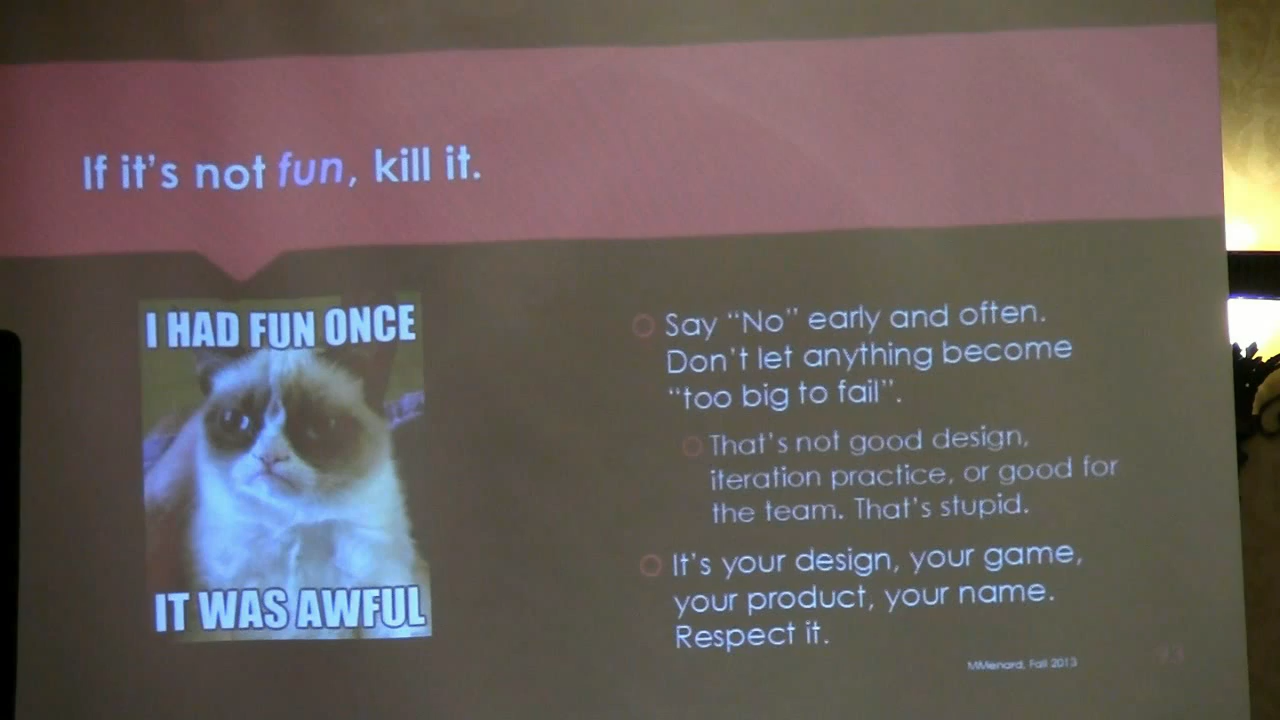 If it's not fun, kill it.
I HAD FUN ONCE
IT WAS AWFUL
Say “No” early and often.
Don't let anything become
“too big to fail”.
That's not good design,
iteration practice, or good for
the team. That's stupid.
It's your design, your game,
your product, your name.
Respect it.
MMenard, Fall 2013